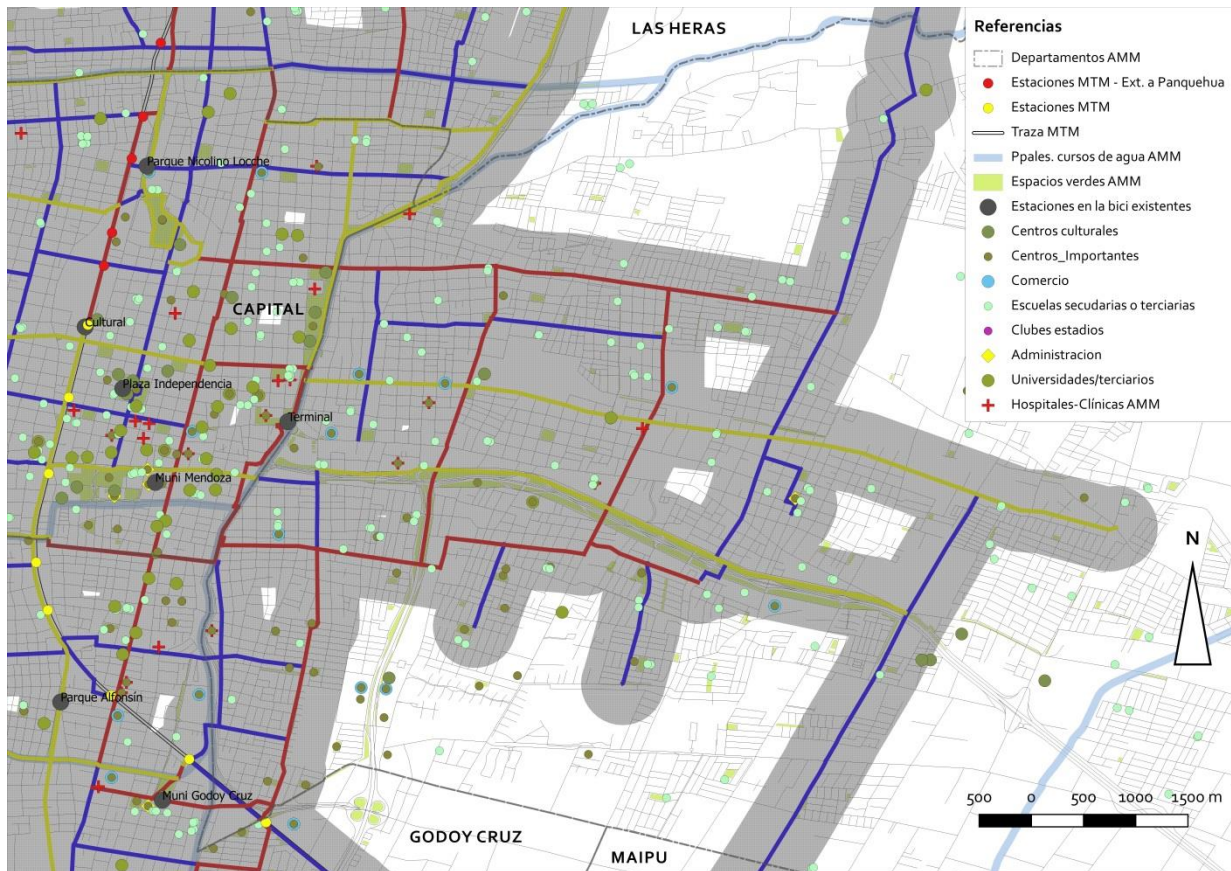 LAS HERAS
Referencias
Departamentos AMM
Estaciones MTM - Ext. a Panquehua
Estaciones MTM
Traza MTM
Ppales. cursos de agua AMM
Espacios verdes AMM
Estaciones en la bici existentes
Centros culturales
Centros_Importantes
Comercio
Escuelas secudarias o terciarias
Clubes estadios
Administracion
Universidades/terciarios
Hospitales-Clínicas AMM
Parque Nicolino Locche
CAPITAL
Cultural
Plaza Independencia
Terminal
Muni Mendoza
Parque Alfonsín
Muni Godoy Cruz
GODOY CRUZ
MAIPU
N
500 0 500 1000 1500 m